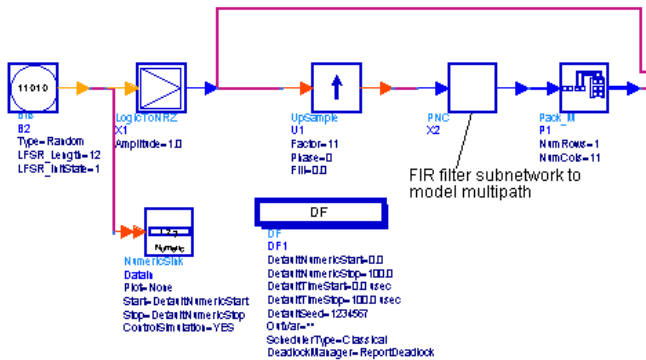 11010
B2
Type=Random
LFSR_Length=12
LFSR_InitState=1
LogicToNRZ
X1
Amplitude=1.0
UpSample
U1
Factor=11
Phase=0
Fill=0.0
PNC
X2
Pack_M
P1
NumRows=1
NumCols=11
FIR filter subnetwork to
model multipath
Numeric
NumericSink
DataIn
Plot=None
Start=DefaultNumericStart
Stop=DefaultNumericStop
ControlSimulation=YES
DF
DF
DF1
DefaultNumericStart=0.0
DefaultNumericStop=100.0
DefaultTimeStart=0.0 usec
DefaultTimeStop=100.0 usec
DefaultSeed=1234567
OutVar=""
SchedulerType=Classical
DeadlockManager=ReportDeadlock